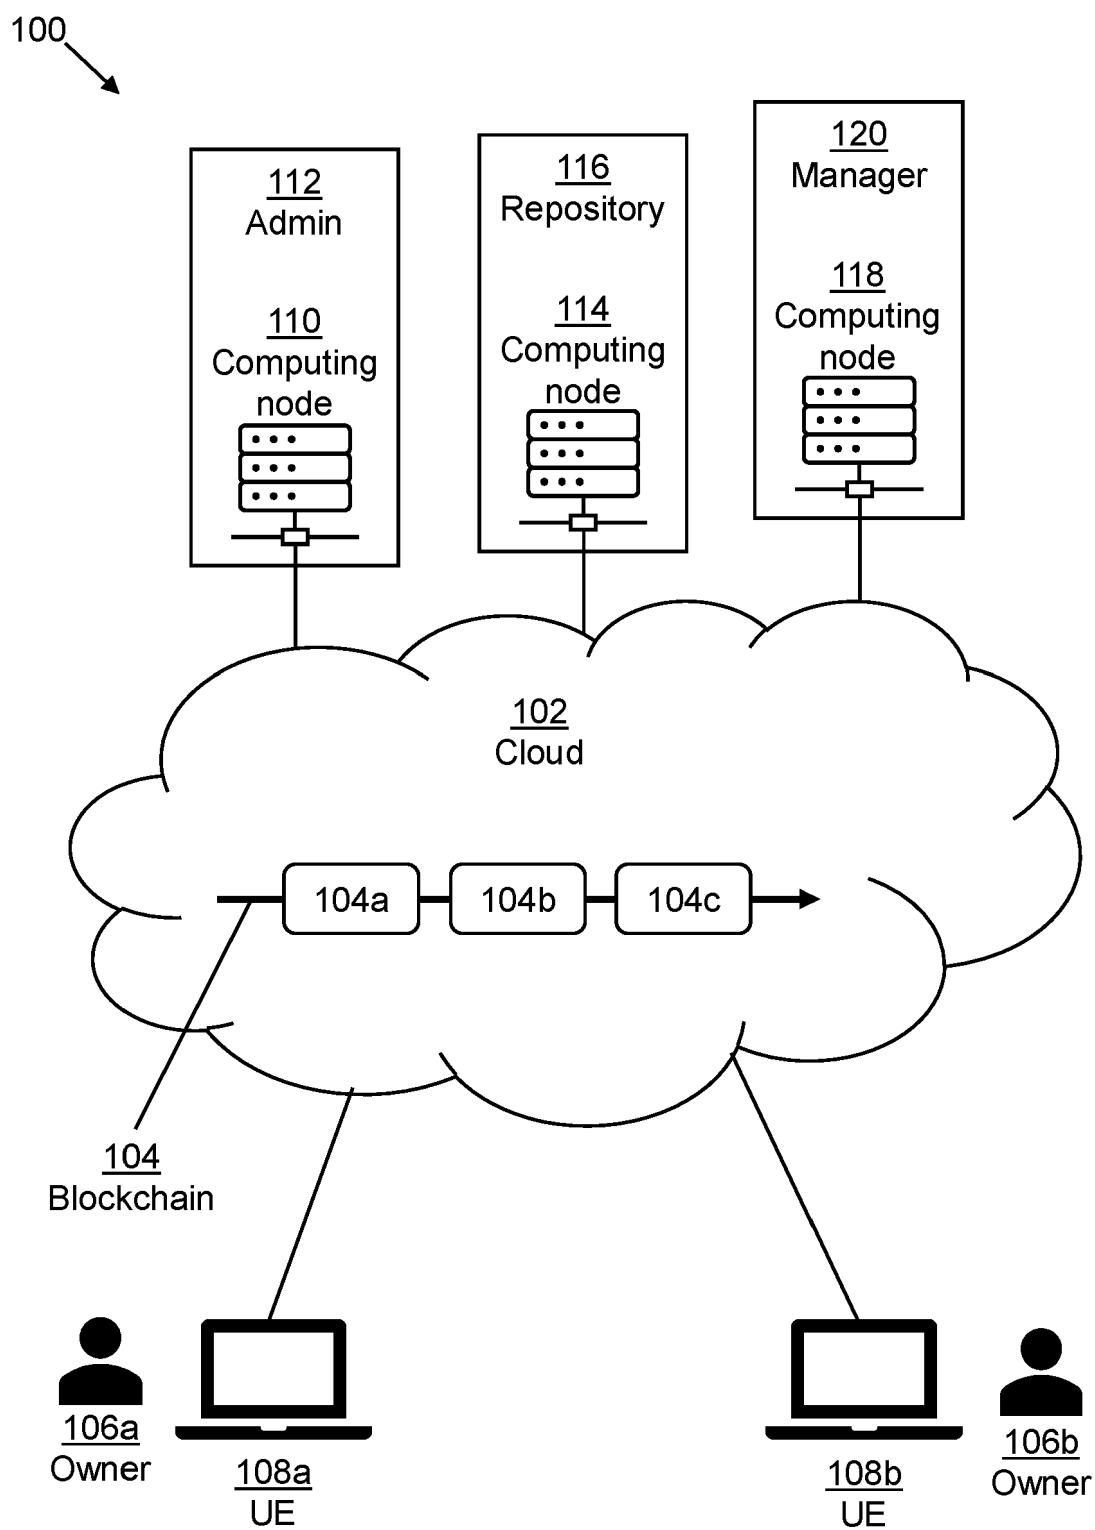 100
112
Admin
110
Computing
node
116
Repository
114
Computing
node
120
Manager
118
Computing
node
102
Cloud
104a
104b
104c
104
Blockchain
106a
Owner
108a
UE
108b
UE
106b
Owner